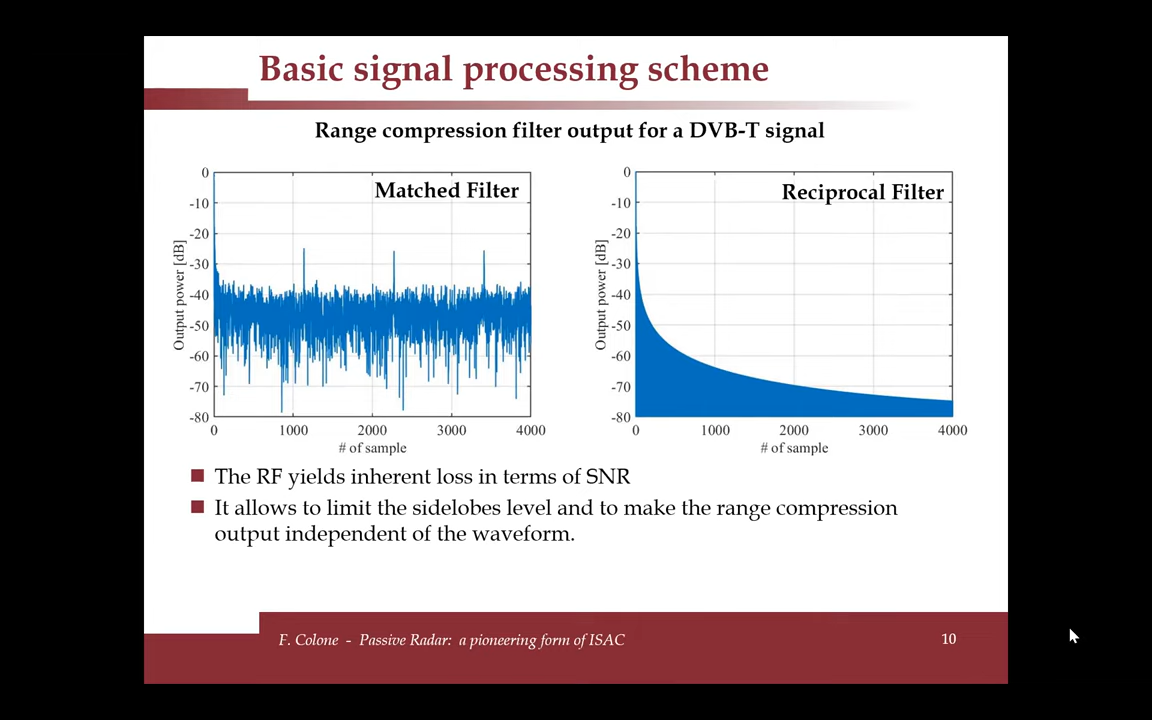 Basic signal processing scheme
Range compression filter output for a DVB-T signal
Matched Filter
Output power [dB]
0
-10
-20
-30
-40
-50
-60
-70
-80
0 1000 2000 3000 4000
# of sample
Reciprocal Filter
Output power [dB]
0
-10
-20
-30
-40
-50
-60
-70
-80
0 1000 2000 3000 4000
# of sample
The RF yields inherent loss in terms of SNR
It allows to limit the sidelobes level and to make the range compression
output independent of the waveform.
F. Colone - Passive Radar: a pioneering form of ISAC
10